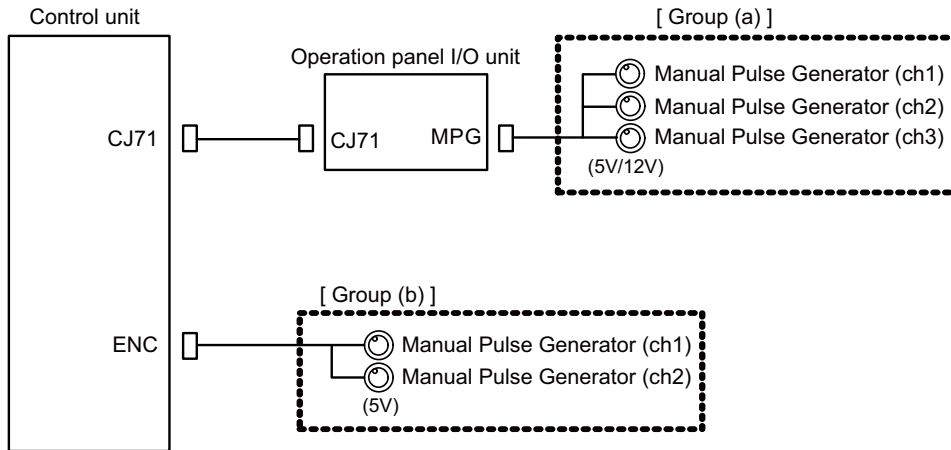 Control unit
[ Group (a) ]
Operation panel I/O unit
Manual Pulse Generator (ch1)
Manual Pulse Generator (ch2)
CJ71
CJ71
MPG
Manual Pulse Generator (ch3)
(5V/12V)
[ Group (b) ]
ENC
Manual Pulse Generator (ch1)
Manual Pulse Generator (ch2)
(5V)